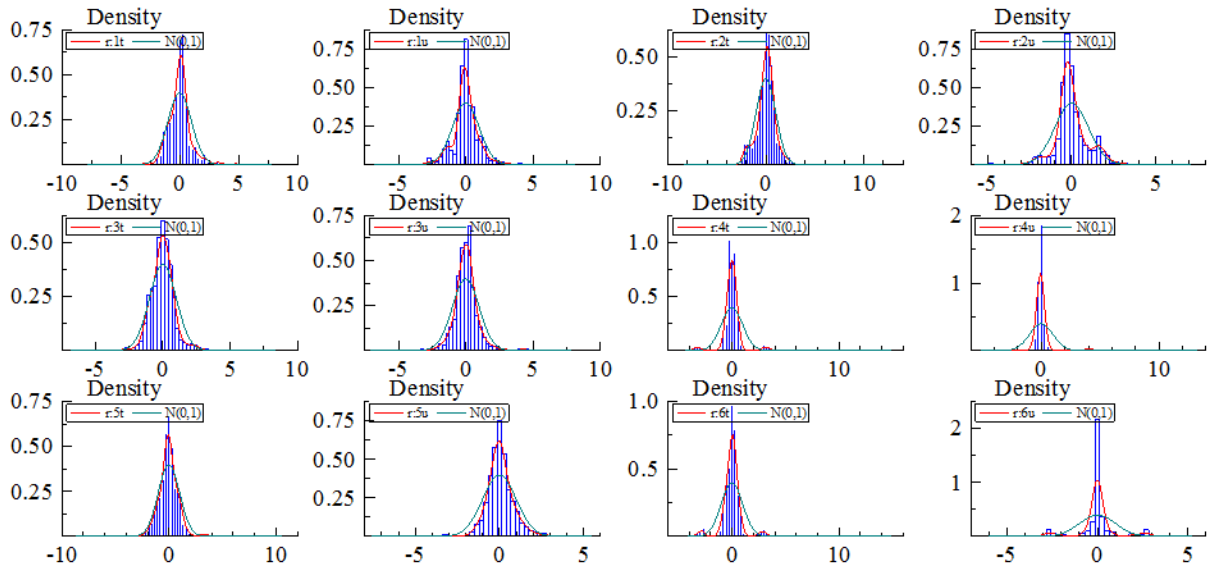 Density
0.75
r:1t N(0,1)
0.50
0.25
-10 0 10
Density
r:1u N(0,1)
0.75
0.50
0.25
-10 0 10
Density
r:2t N(0,1)
0.50
0.25
-10 0 10
Density
r:2u N(0,1)
0.75
0.50
0.25
-5 0 5
Density
r:3t N(0,1)
0.50
0.25
-5 0 5
Density
0.75
r:3u N(0,1)
0.50
0.25
-5 0 5
Density
r:4t N(0,1)
1.0
0.5
0 10
Density
2
r:4u N(0,1)
1
0 10
Density
0.75
r:5t N(0,1)
0.50
0.25
-10 0 10
Density
r:5u N(0,1)
0.75
0.50
0.25
-5 0 5
Density
1.0
r:6t N(0,1)
0.5
0 10
Density
r:6u N(0,1)
2
1
-5 0 5